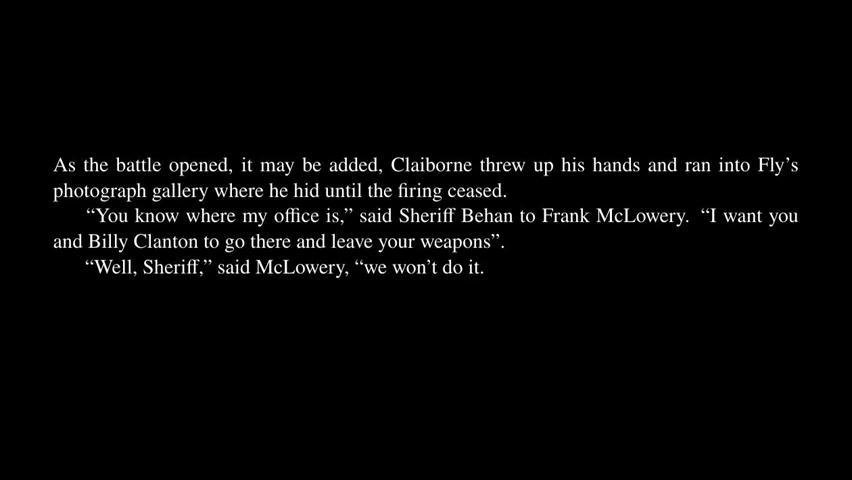 As the battle opened, it may be added, Claiborne threw up his hands and ran into Fly’s
photograph gallery where he hid until the firing ceased.
“You know where my office is,” said Sheriff Behan to Frank McLowery. “I want you
and Billy Clanton to go there and leave your weapons”.
“Well, Sheriff,” said McLowery, “we won’t do it.